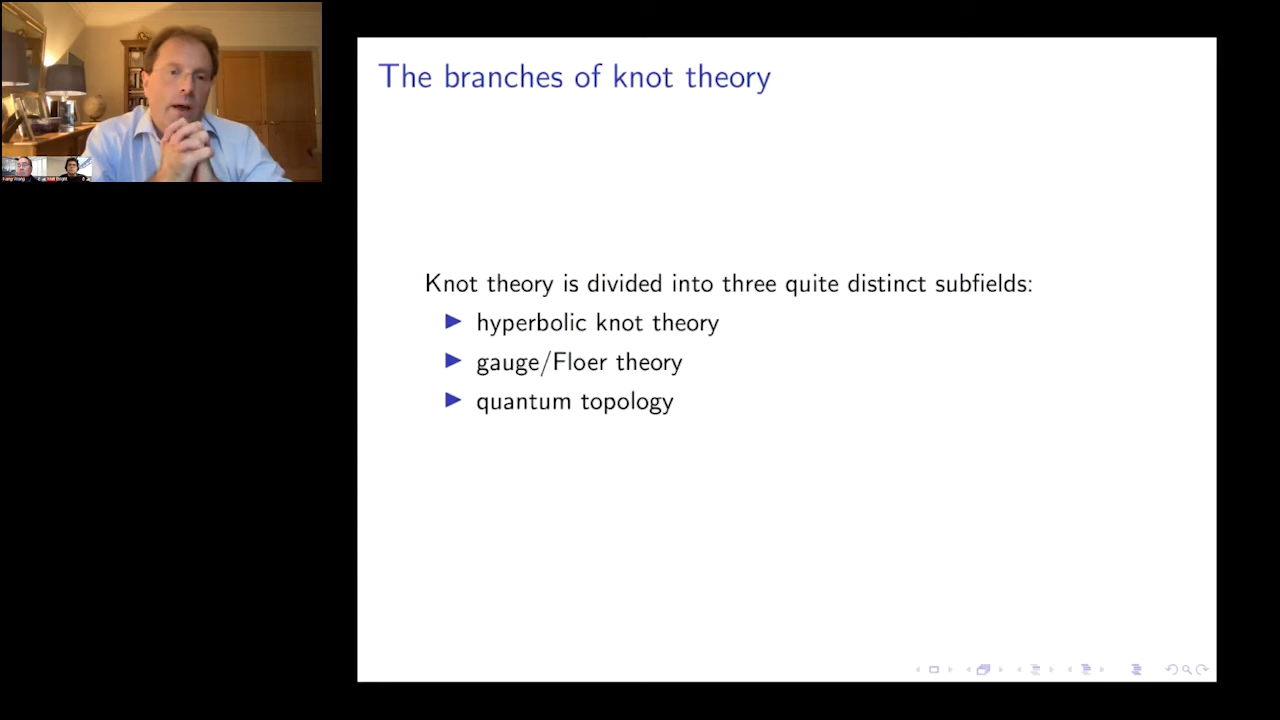 The branches of knot theory
Knot theory is divided into three quite distinct subfields:
hyperbolic knot theory
gauge/Floer theory
quantum topology